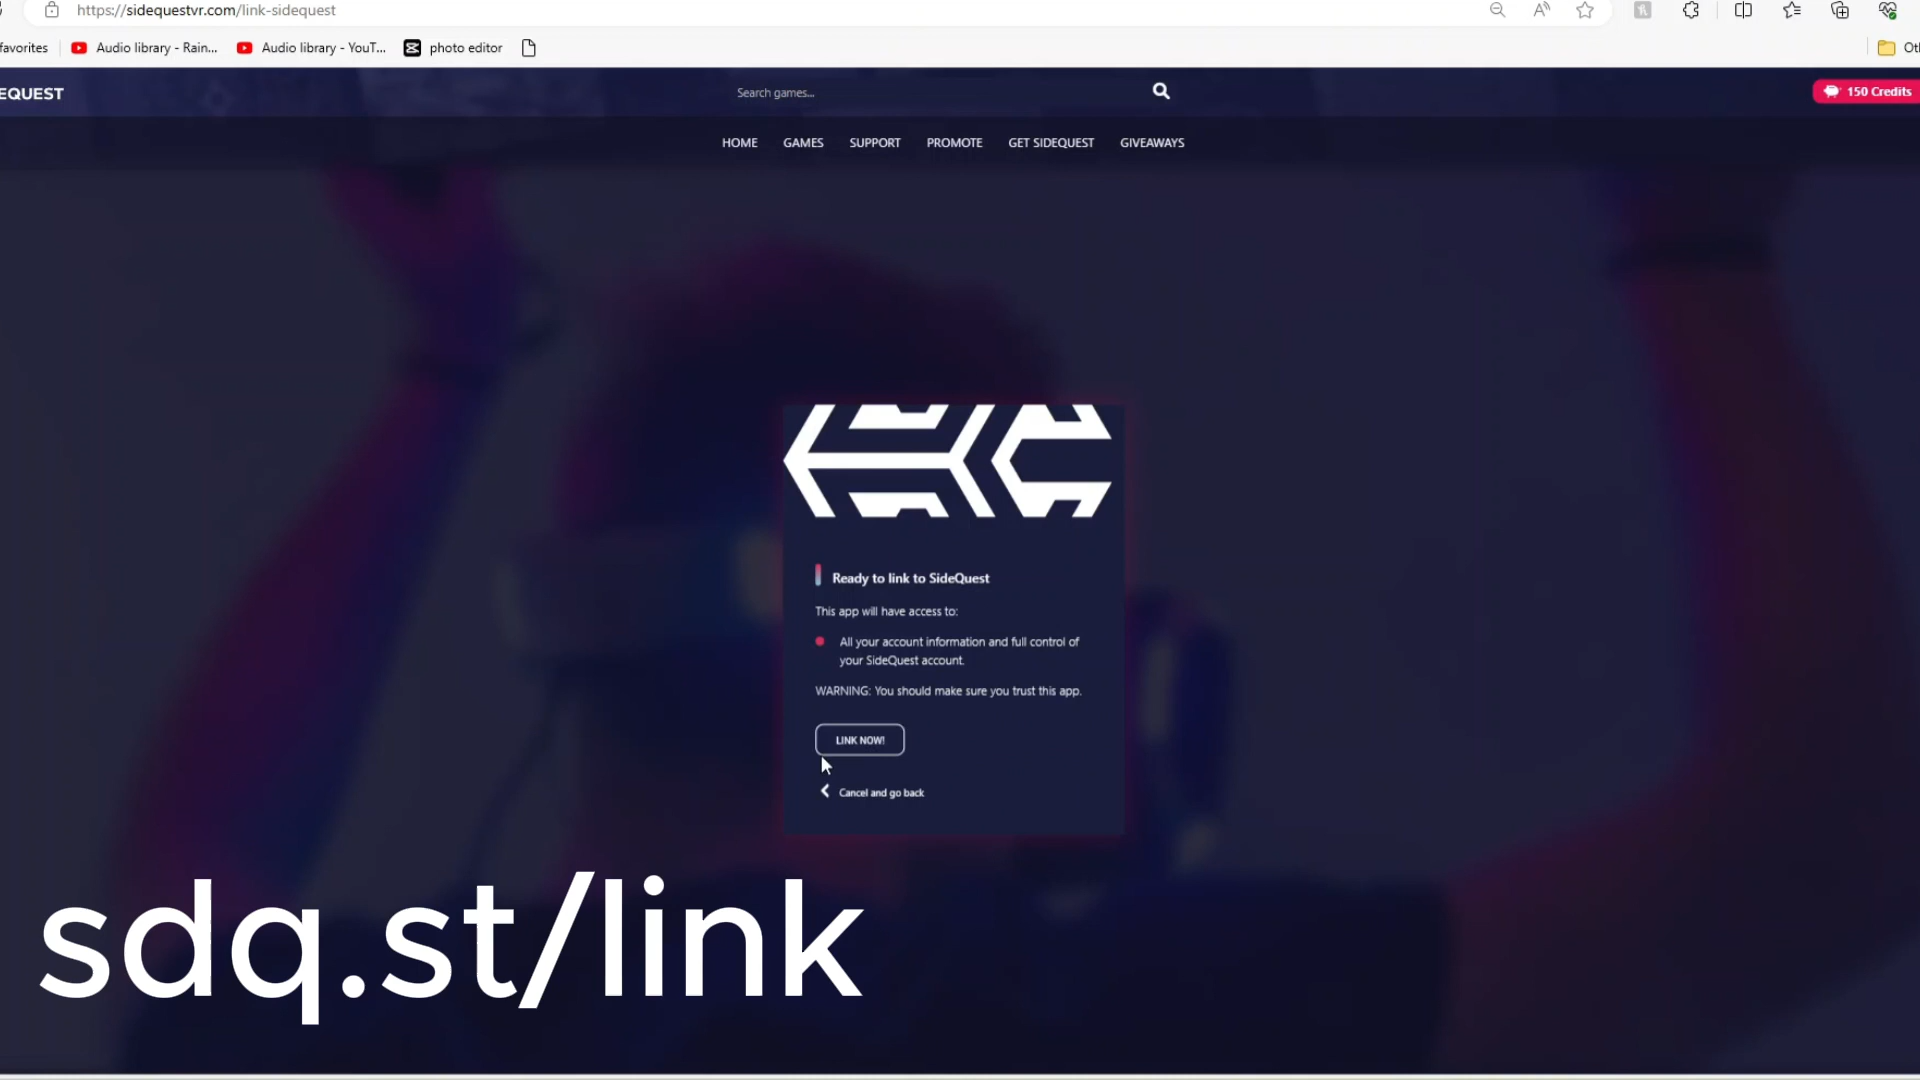 https://sidequestvr.com/link-sidequest
favorites Audio library - Rain... Audio library - YouT... photo editor Ot
EQUEST Search games... 150 Credits
HOME GAMES SUPPORT PROMOTE GET SIDEQUEST GIVEAWAYS
Ready to link to SideQuest
This app will have access to:
All your account information and full control of
your SideQuest account.
WARNING: You should make sure you trust this app.
LINK NOW!
Cancel and go back
sdq.st/link